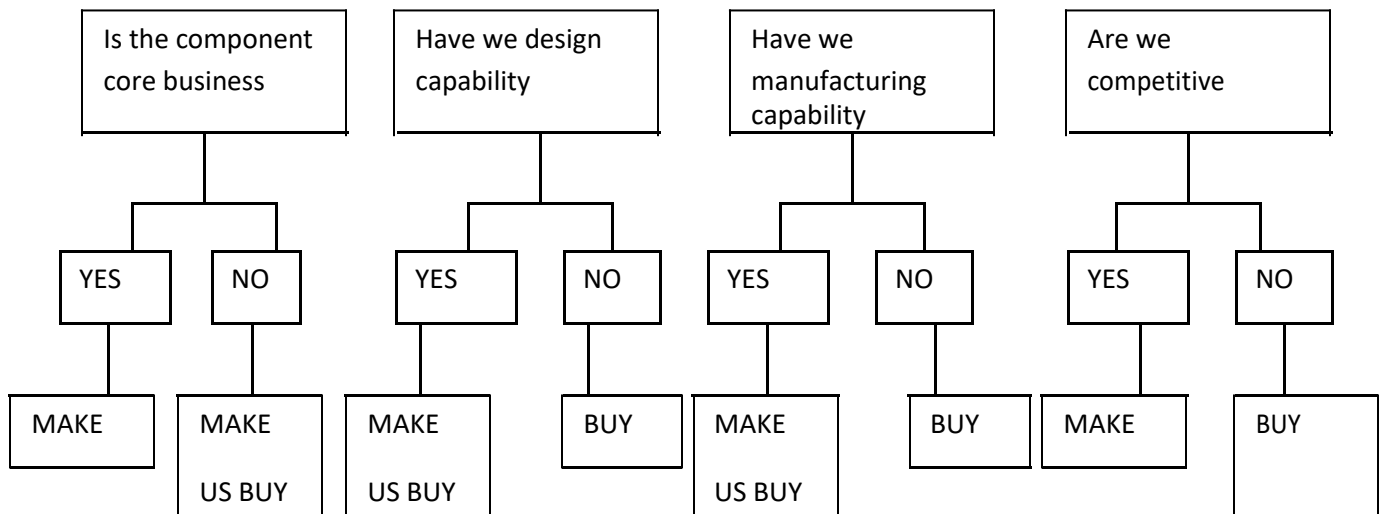 Is the component
core business
Have we design
capability
Have we
manufacturing
capability
Are we
competitive
YES
NO
YES
NO
YES
NO
YES
NO
MAKE
MAKE
US BUY
MAKE
US BUY
BUY
MAKE
US BUY
BUY
MAKE
BUY